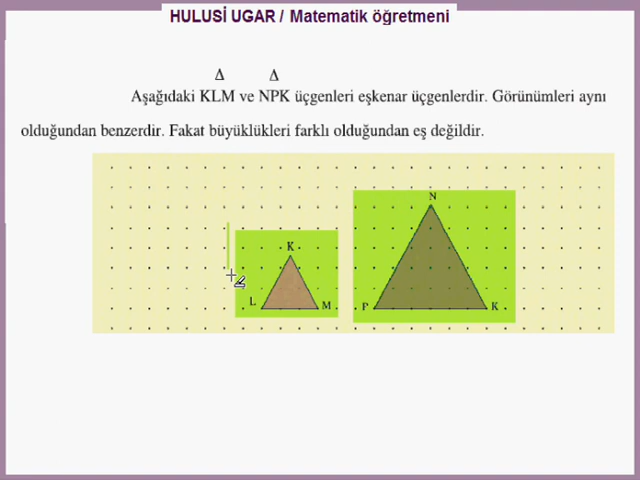 HULUSİ UGAR / Matematik öğretmeni
Δ Δ
Aşağıdaki KLM ve NPK üçgenleri eşkenar üçgenlerdir. Görünümleri aynı
olduğundan benzerdir. Fakat büyüklükleri farklı olduğundan eş değildir.
N
K
L M P K